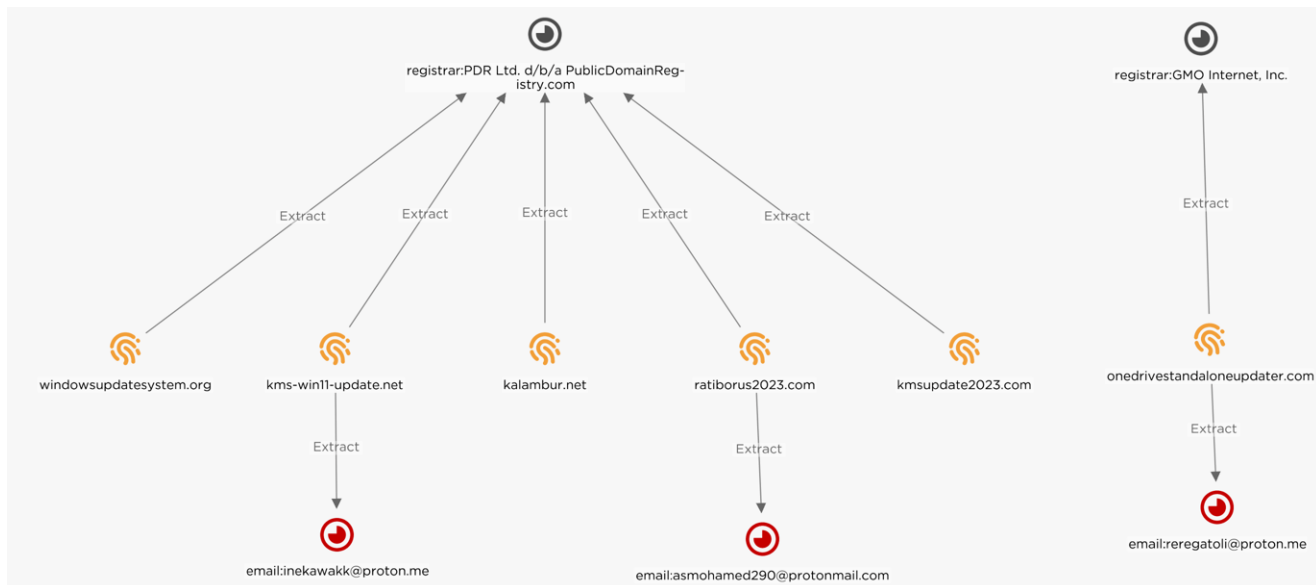 registrar:PDR Ltd. d/b/a PublicDomainReg-
istry.com
registrar:GMO Internet, Inc.
Extract
Extract
Extract
Extract
Extract
Extract
windowsupdatesystem.org
kms-win11-update.net
kalambur.net
ratiborus2023.com
kmsupdate2023.com
onedrivestandaloneupdater.com
Extract
Extract
Extract
email:inekawakk@proton.me
email:asmohamed290@protonmail.com
email:reregatoli@proton.me